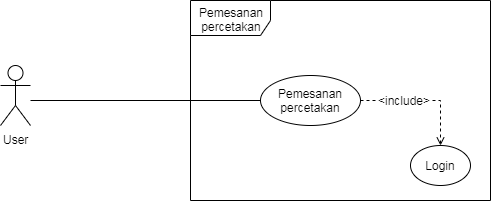 Pemesanan
percetakan
Pemesanan
percetakan
<include>
User
Login